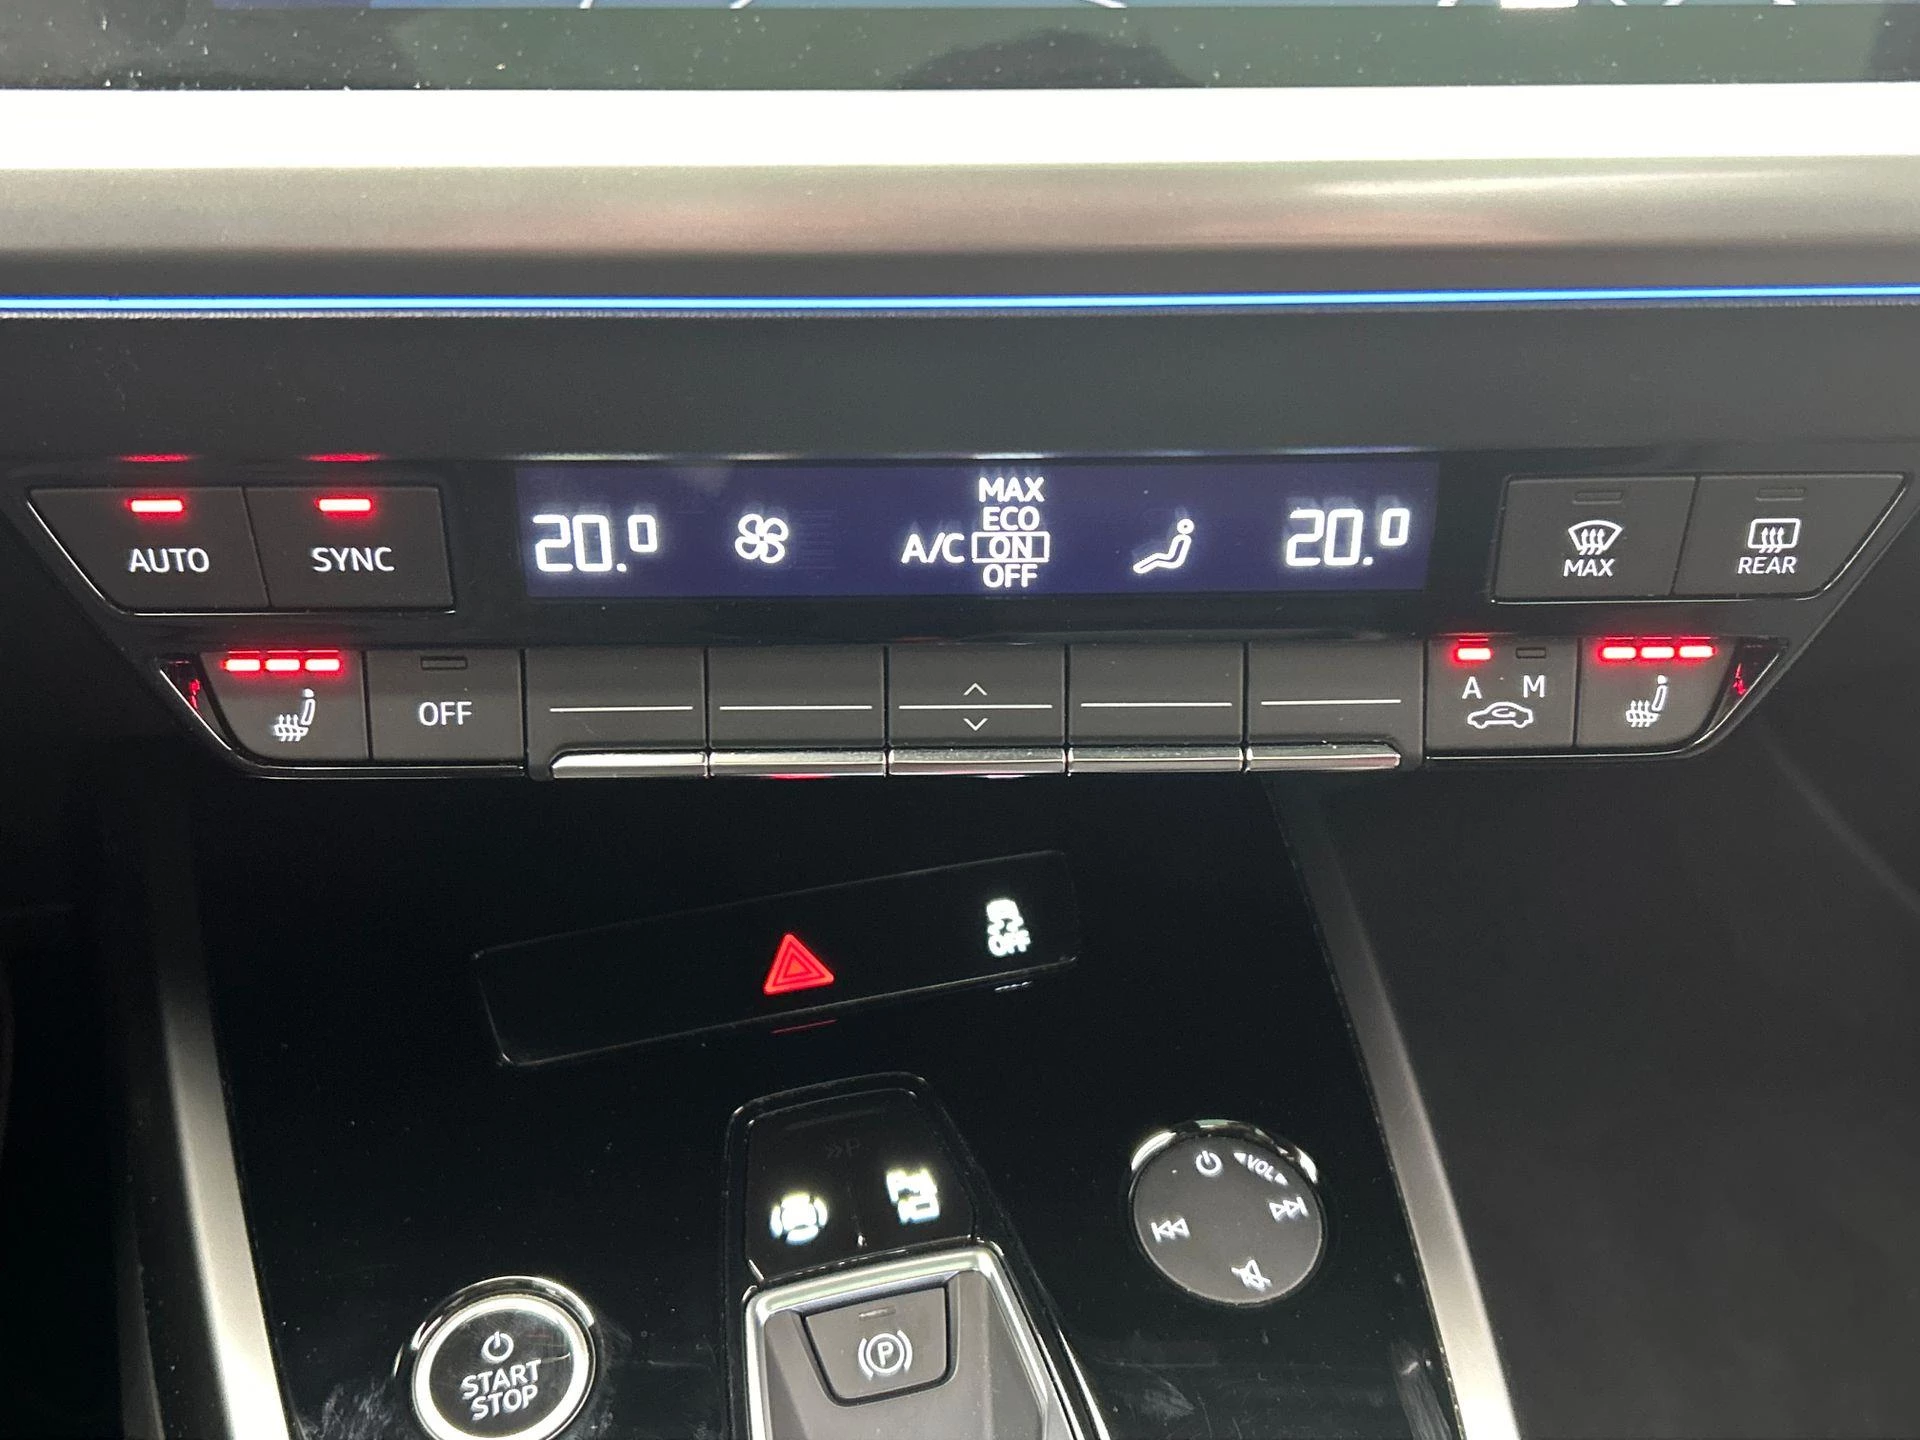 AUTO
SYNC
20.0
A/C
MAX
ECO
ON
OFF
20.0
MAX
REAR
OFF
A M
OFF
VOL
P
START
STOP